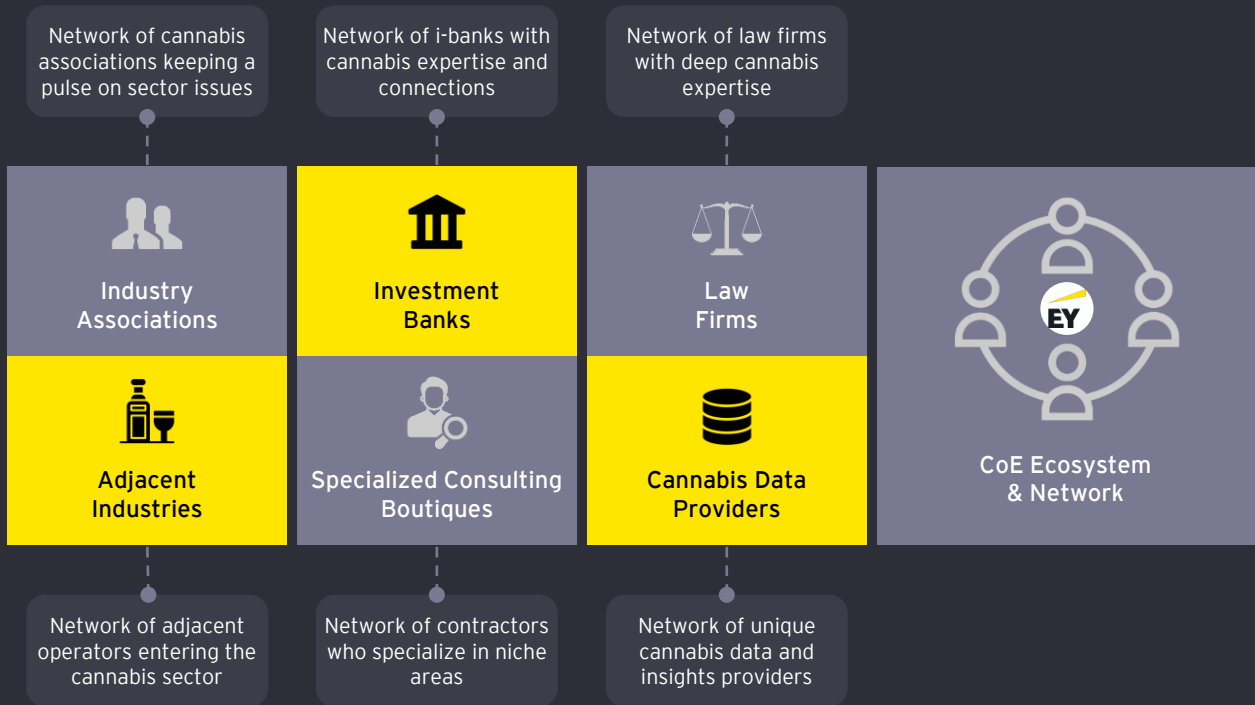 Network of cannabis
associations keeping a
pulse on sector issues
Network of i-banks with
cannabis expertise and
connections
Network of law firms
with deep cannabis
expertise
Industry
Associations
Investment
Banks
Law
Firms
EY
CoE Ecosystem
& Network
Adjacent
Industries
Specialized Consulting
Boutiques
Cannabis Data
Providers
Network of adjacent
operators entering the
cannabis sector
Network of contractors
who specialize in niche
areas
Network of unique
cannabis data and
insights providers